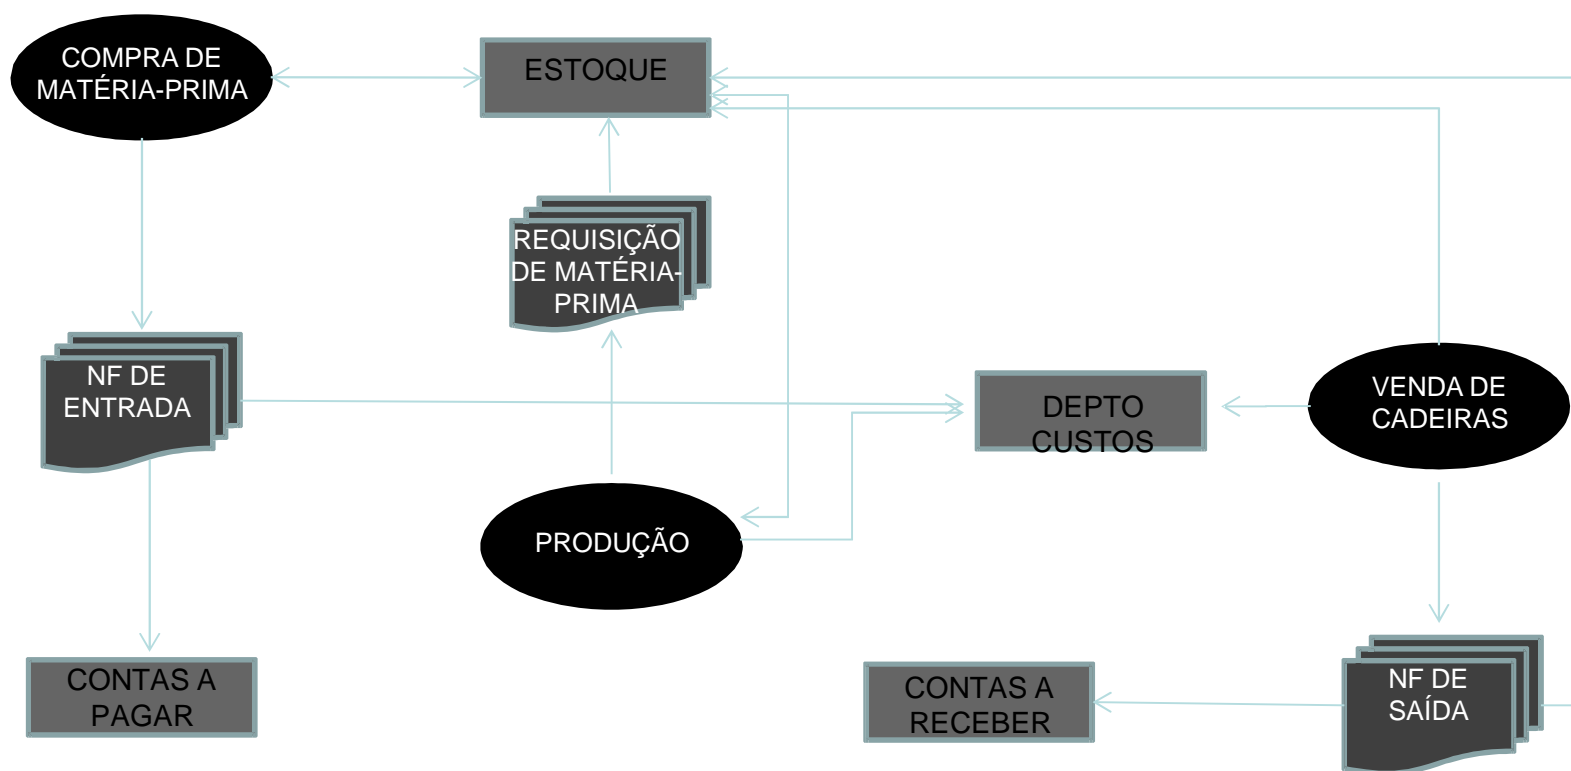 COMPRA DE
MATÉRIA-PRIMA
ESTOQUE
REQUISIÇÃO
DE MATÉRIA-
PRIMA
NF DE
ENTRADA
DEPTO
CUSTOS
VENDA DE
CADEIRAS
PRODUÇÃO
CONTAS A
PAGAR
CONTAS A
RECEBER
NF DE
SAÍDA